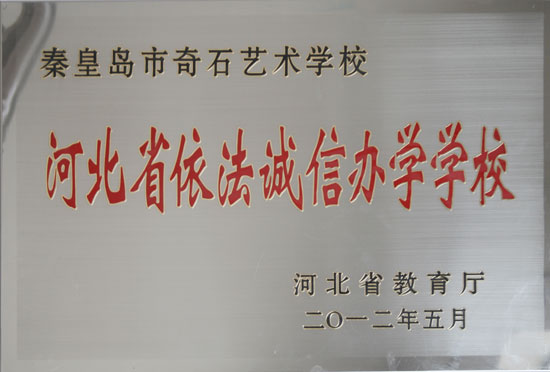 秦皇岛市奇石艺术学校
河北省依法诚信办学学校
河北省教育厅
二〇一二年五月